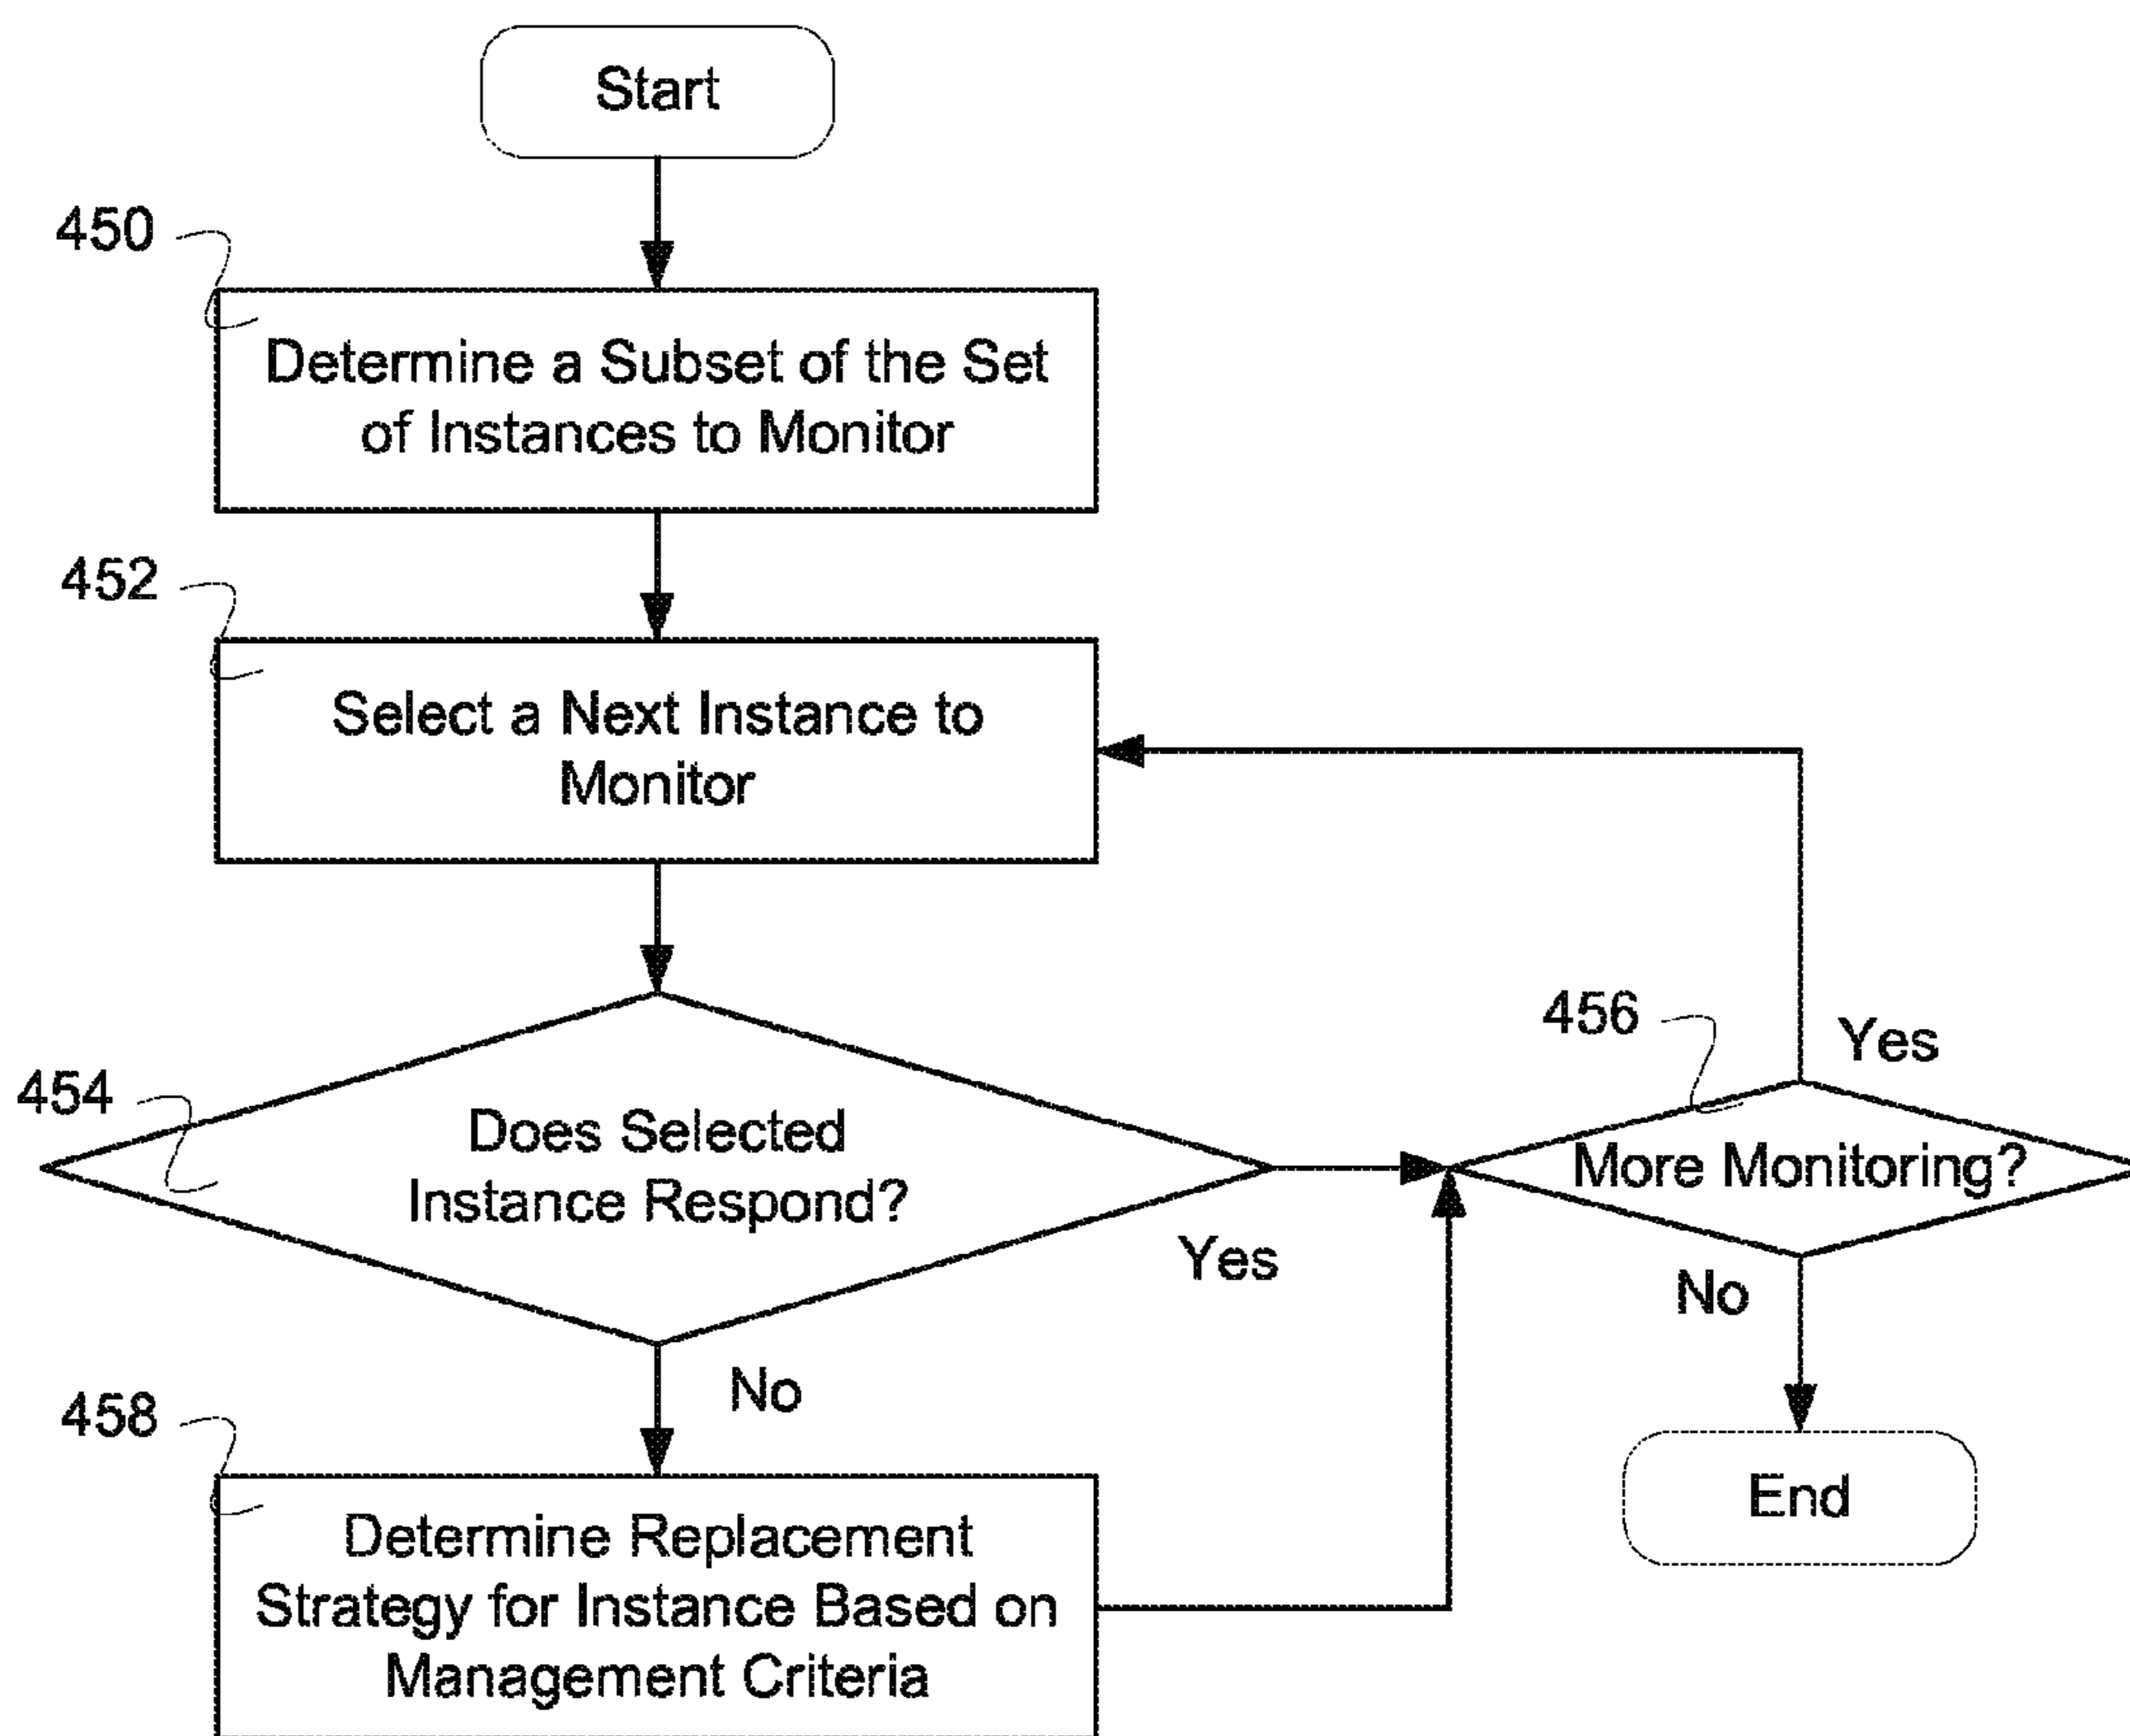 Start
450
Determine a Subset of the Set
of Instances to Monitor
452
Select a Next Instance to
Monitor
454
Does Selected
Instance Respond?
Yes
456
More Monitoring?
Yes
No
End
No
458
Determine Replacement
Strategy for Instance Based on
Management Criteria